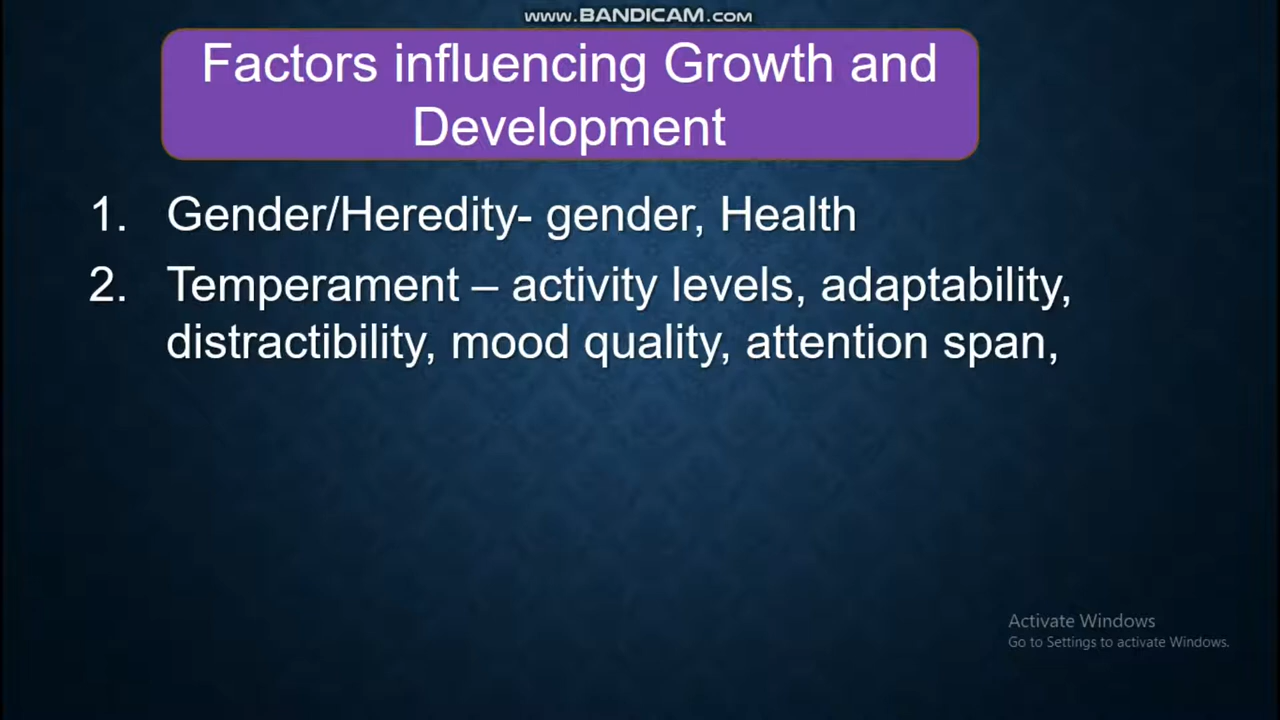 www.BANDICAM.com
Factors influencing Growth and
Development
1. Gender/Heredity- gender, Health
2. Temperament – activity levels, adaptability,
distractibility, mood quality, attention span,
Activate Windows
Go to Settings to activate Windows.